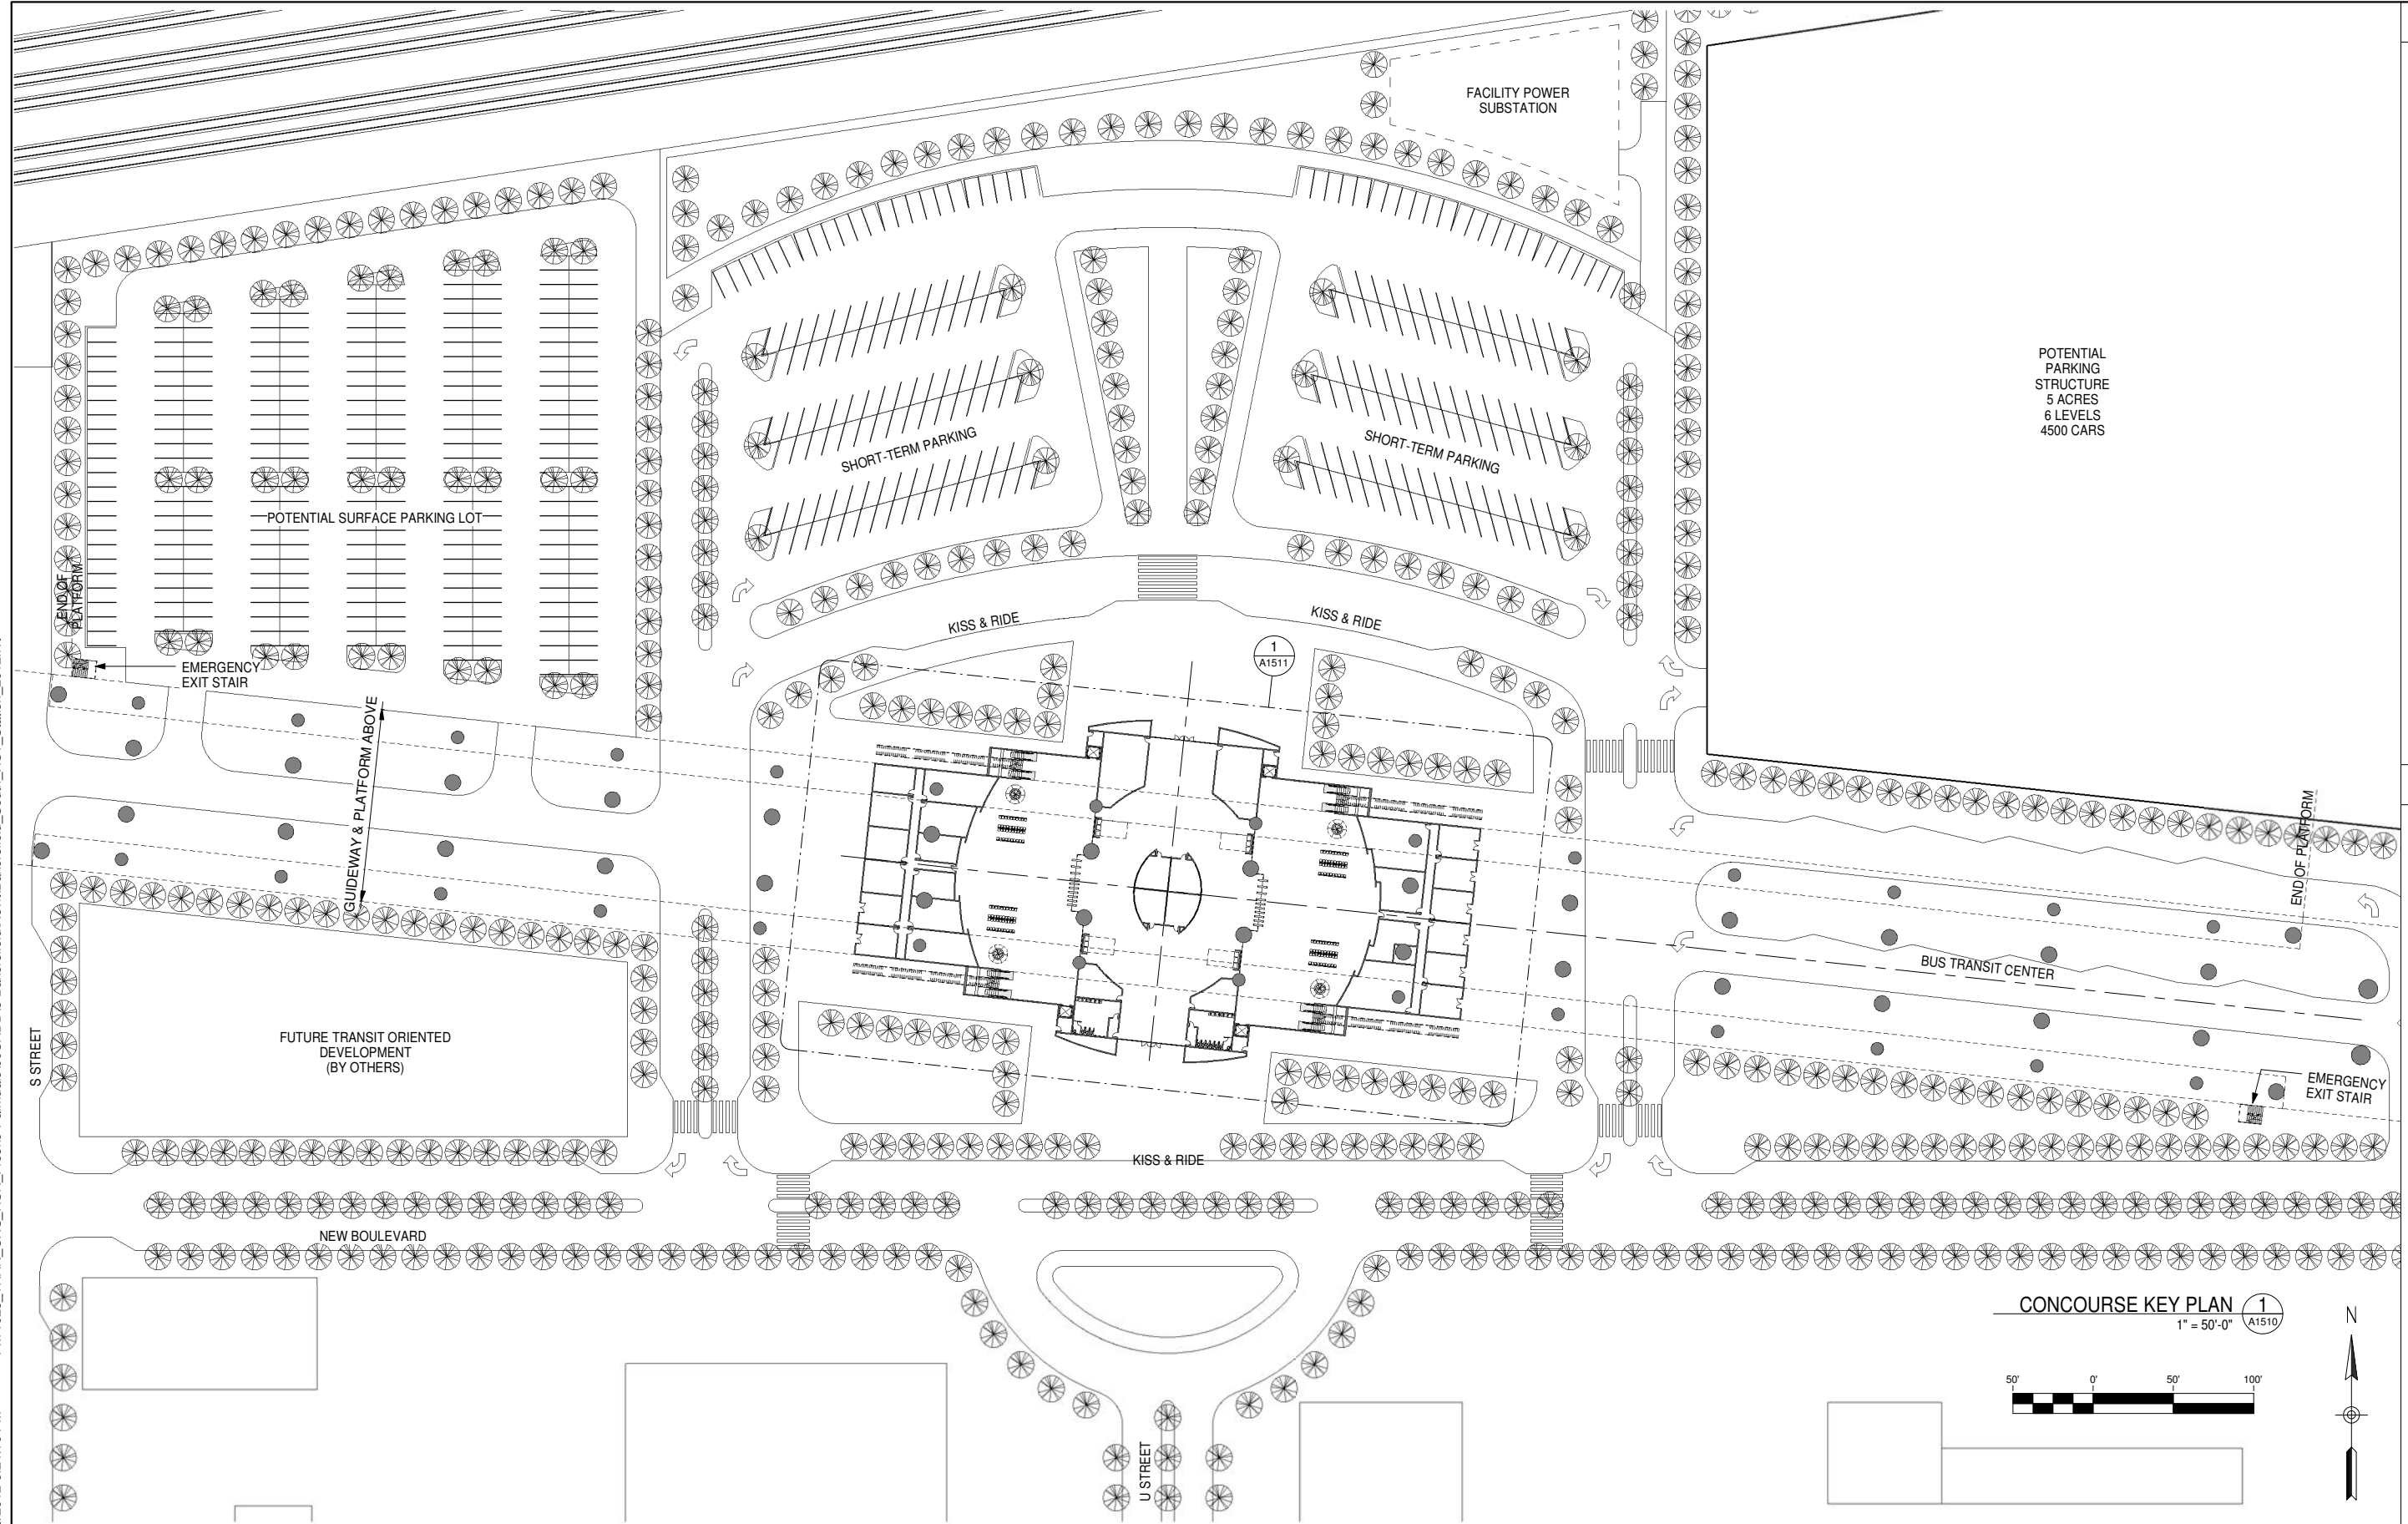 FACILITY POWER
SUBSTATION
POTENTIAL
PARKING
STRUCTURE
5 ACRES
6 LEVELS
4500 CARS
SHORT-TERM PARKING
SHORT-TERM PARKING
POTENTIAL SURFACE PARKING LOT
END OF
PLATFORM
KISS & RIDE
KISS & RIDE
1
A1511
EMERGENCY
EXIT STAIR
GUIDEWAY & PLATFORM ABOVE
END OF PLATFORM
BUS TRANSIT CENTER
S STREET
FUTURE TRANSIT ORIENTED
DEVELOPMENT
(BY OTHERS)
EMERGENCY
EXIT STAIR
KISS & RIDE
NEW BOULEVARD
CONCOURSE KEY PLAN
1" = 50'-0"
1
A1510
N
50'
0'
50'
100'
U STREET